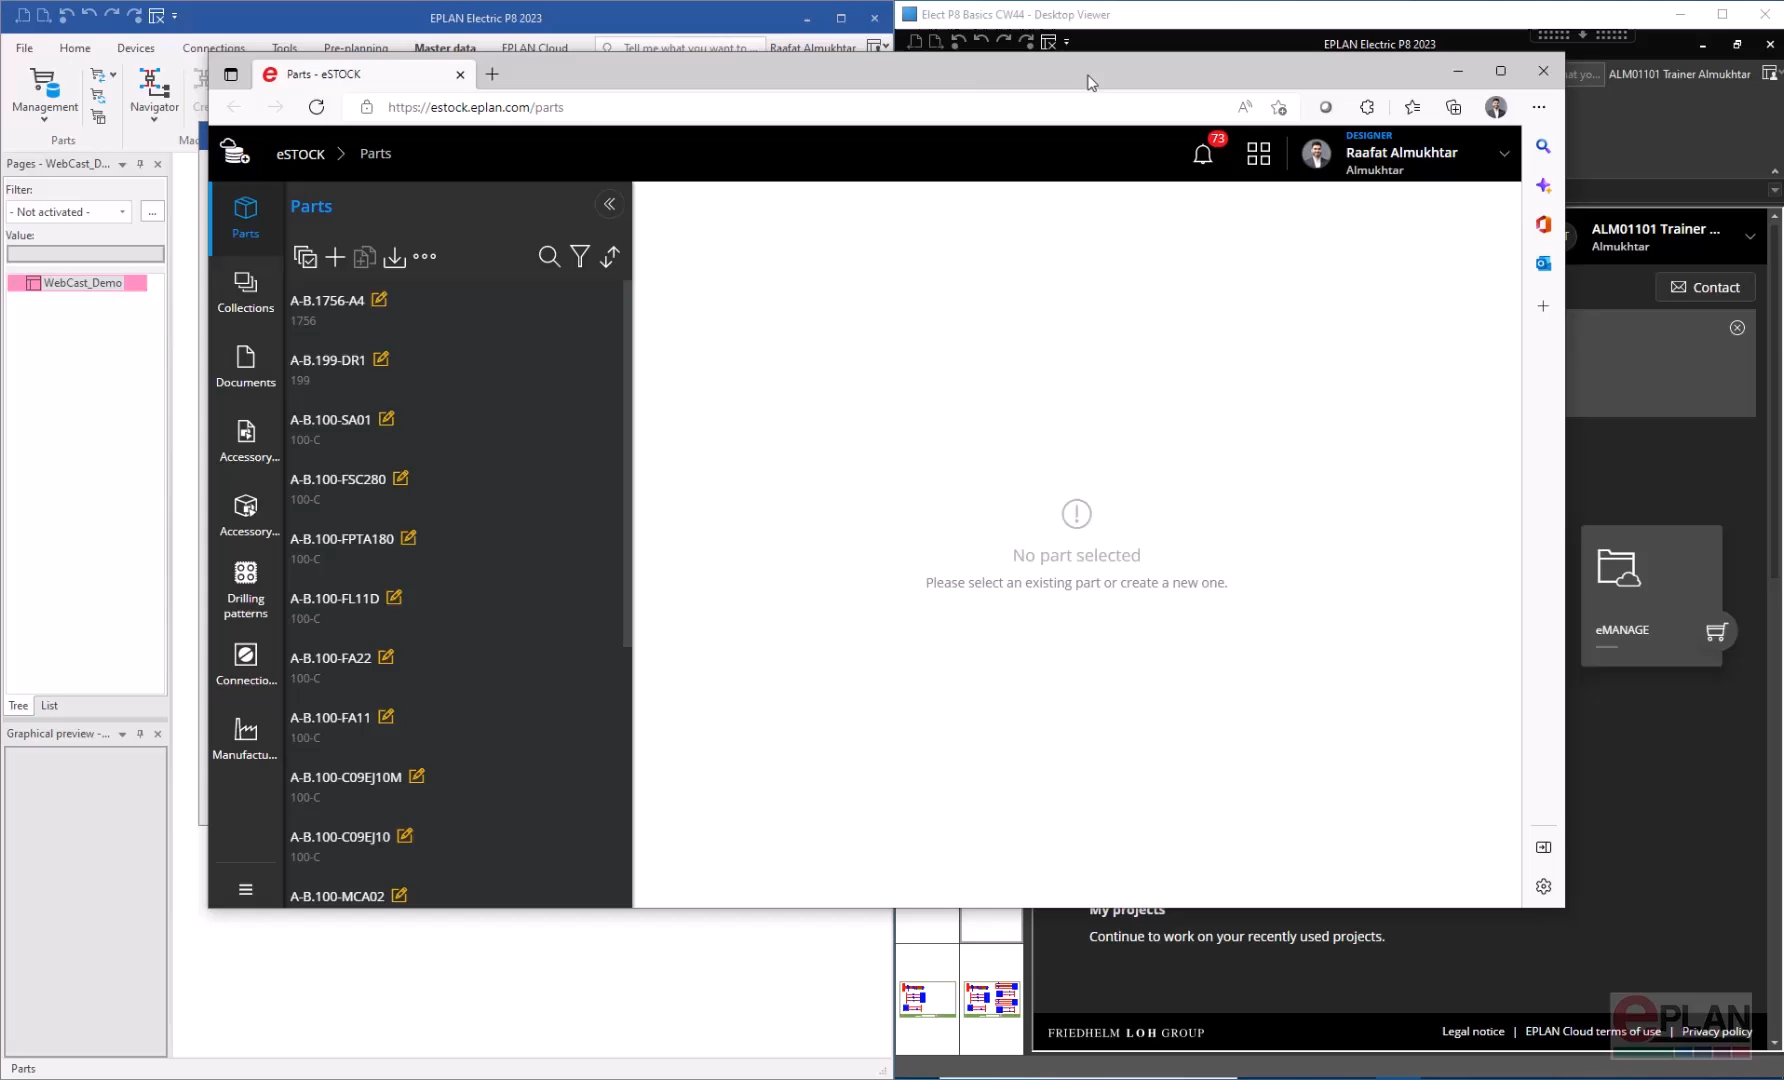 EPLAN Electric P8 2023
File Home Devices Connections Tools Pre-planning Master data EPLAN Cloud Tell me what you want to ... Raafat Almukhtar
Management
Navigator
Parts
Pages - WebCast_D...
Filter:
- Not activated -
...
Value:
WebCast_Demo
Tree List
Graphical preview -...
Parts
Elect P8 Basics CW44 - Desktop Viewer
EPLAN Electric P8 2023
ALM01101 Trainer Almukhtar
Parts - eSTOCK
https://estock.eplan.com/parts
eSTOCK > Parts
73
DESIGNER
Raafat Almukhtar
Almukhtar
Parts
Collections
Documents
Accessory...
Accessory...
Drilling
patterns
Connectio...
Manufactu...
Parts
A-B.1756-A4
1756
A-B.199-DR1
199
A-B.100-SA01
100-C
A-B.100-FSC280
100-C
A-B.100-FPTA180
100-C
A-B.100-FL11D
100-C
A-B.100-FA22
100-C
A-B.100-FA11
100-C
A-B.100-C09EJ10M
100-C
A-B.100-C09EJ10
100-C
A-B.100-MCA02
No part selected
Please select an existing part or create a new one.
ALM01101 Trainer ...
Almukhtar
Contact
eMANAGE
My projects
Continue to work on your recently used projects.
FRIEDHELM LOH GROUP
Legal notice | EPLAN Cloud terms of use | Privacy policy
ePLAN